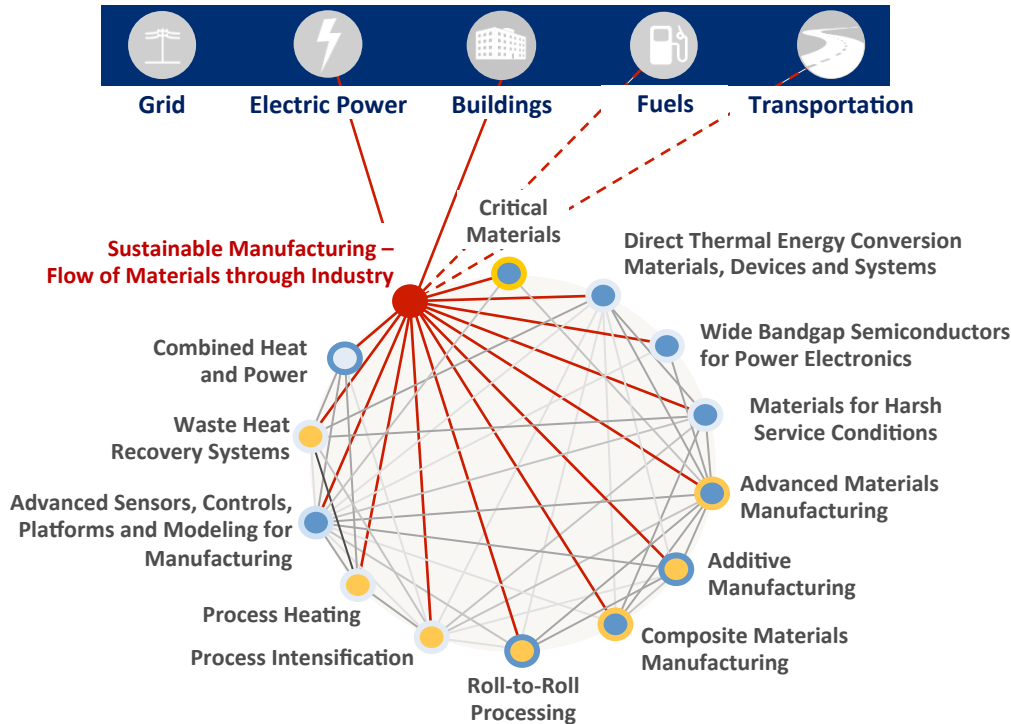 Grid
Electric Power
Buildings
Fuels
Transportation
Critical
Materials
Sustainable Manufacturing –
Flow of Materials through Industry
Direct Thermal Energy Conversion
Materials, Devices and Systems
Wide Bandgap Semiconductors
for Power Electronics
Combined Heat
and Power
Materials for Harsh
Service Conditions
Waste Heat
Recovery Systems
Advanced Materials
Manufacturing
Advanced Sensors, Controls,
Platforms and Modeling for
Manufacturing
Additive
Manufacturing
Process Heating
Composite Materials
Manufacturing
Process Intensification
Roll-to-Roll
Processing